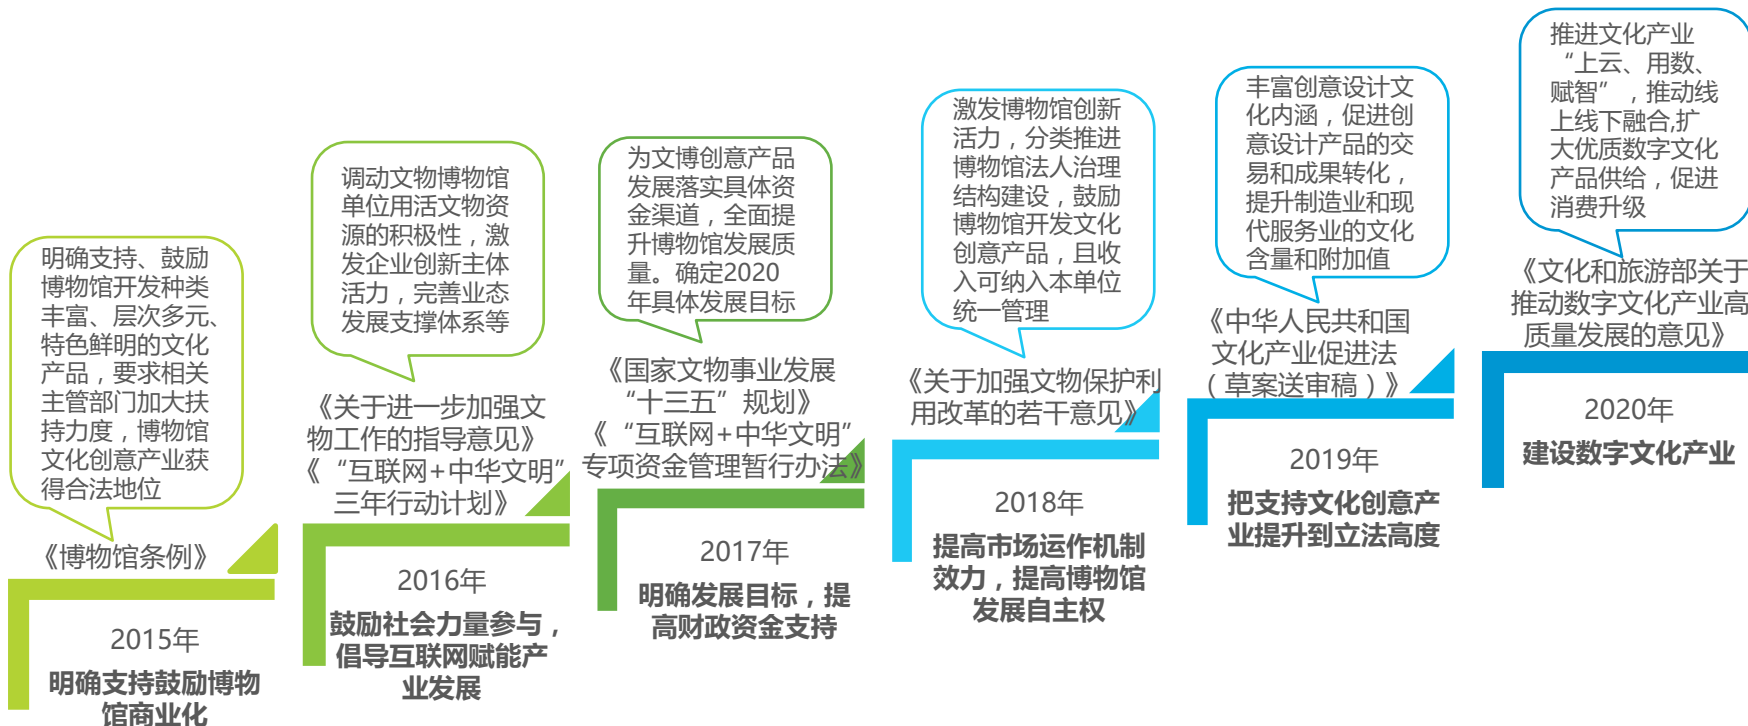 明确支持、鼓励
博物馆开发种类
丰富、层次多元、
特色鲜明的文化
产品，要求相关
主管部门加大扶
持力度，博物馆
文化创意产业获
得合法地位
《博物馆条例》
2015年
明确支持鼓励博物
馆商业化
调动文物博物馆
单位用活文物资
源的积极性，激
发企业创新主体
活力，完善业态
发展支撑体系等
《关于进一步加强文
物工作的指导意见》
《“互联网+中华文明”
三年行动计划》
2016年
鼓励社会力量参与，
倡导互联网赋能产
业发展
为文博创意产品
发展落实具体资
金渠道，全面提
升博物馆发展质
量。确定2020
年具体发展目标
《国家文物事业发展
“十三五”规划》
《“互联网+中华文明”
专项资金管理暂行办法》
2017年
明确发展目标，提
高财政资金支持
激发博物馆创新
活力，分类推进
博物馆法人治理
结构建设，鼓励
博物馆开发文化
创意产品，且收
入可纳入本单位
统一管理
《关于加强文物保护利
用改革的若干意见》
2018年
提高市场运作机制
效力，提高博物馆
发展自主权
丰富创意设计文
化内涵，促进创
意设计产品的交
易和成果转化，
提升制造业和现
代服务业的文化
含量和附加值
《中华人民共和国
文化产业促进法
（草案送审稿）》
2019年
把支持文化创意产
业提升到立法高度
推进文化产业
“上云、用数、
赋智”，推动线
上线下融合,扩
大优质数字文化
产品供给，促进
消费升级
《文化和旅游部关于
推动数字文化产业高
质量发展的意见》
2020年
建设数字文化产业